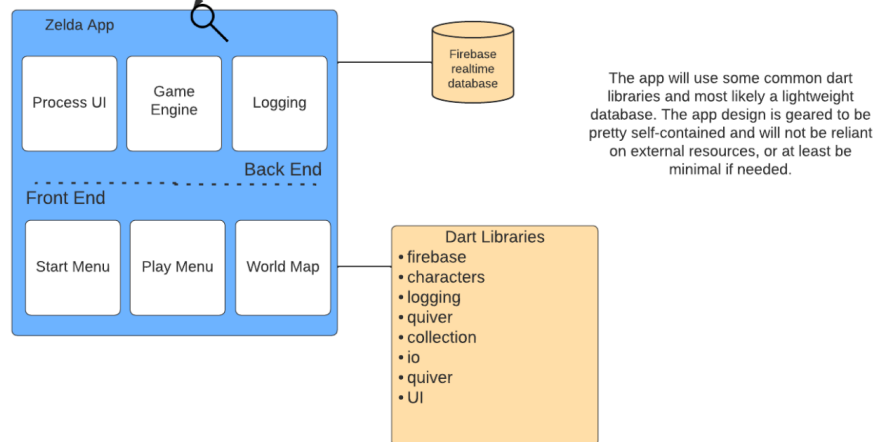 Zelda App
Process UI
Game
Engine
Logging
Back End
Front End
Start Menu
Play Menu
World Map
Firebase
realtime
database
The app will use some common dart
libraries and most likely a lightweight
database. The app design is geared to be
pretty self-contained and will not be reliant
on external resources, or at least be
minimal if needed.
Dart Libraries
• firebase
• characters
• logging
• quiver
• collection
• io
• quiver
• UI